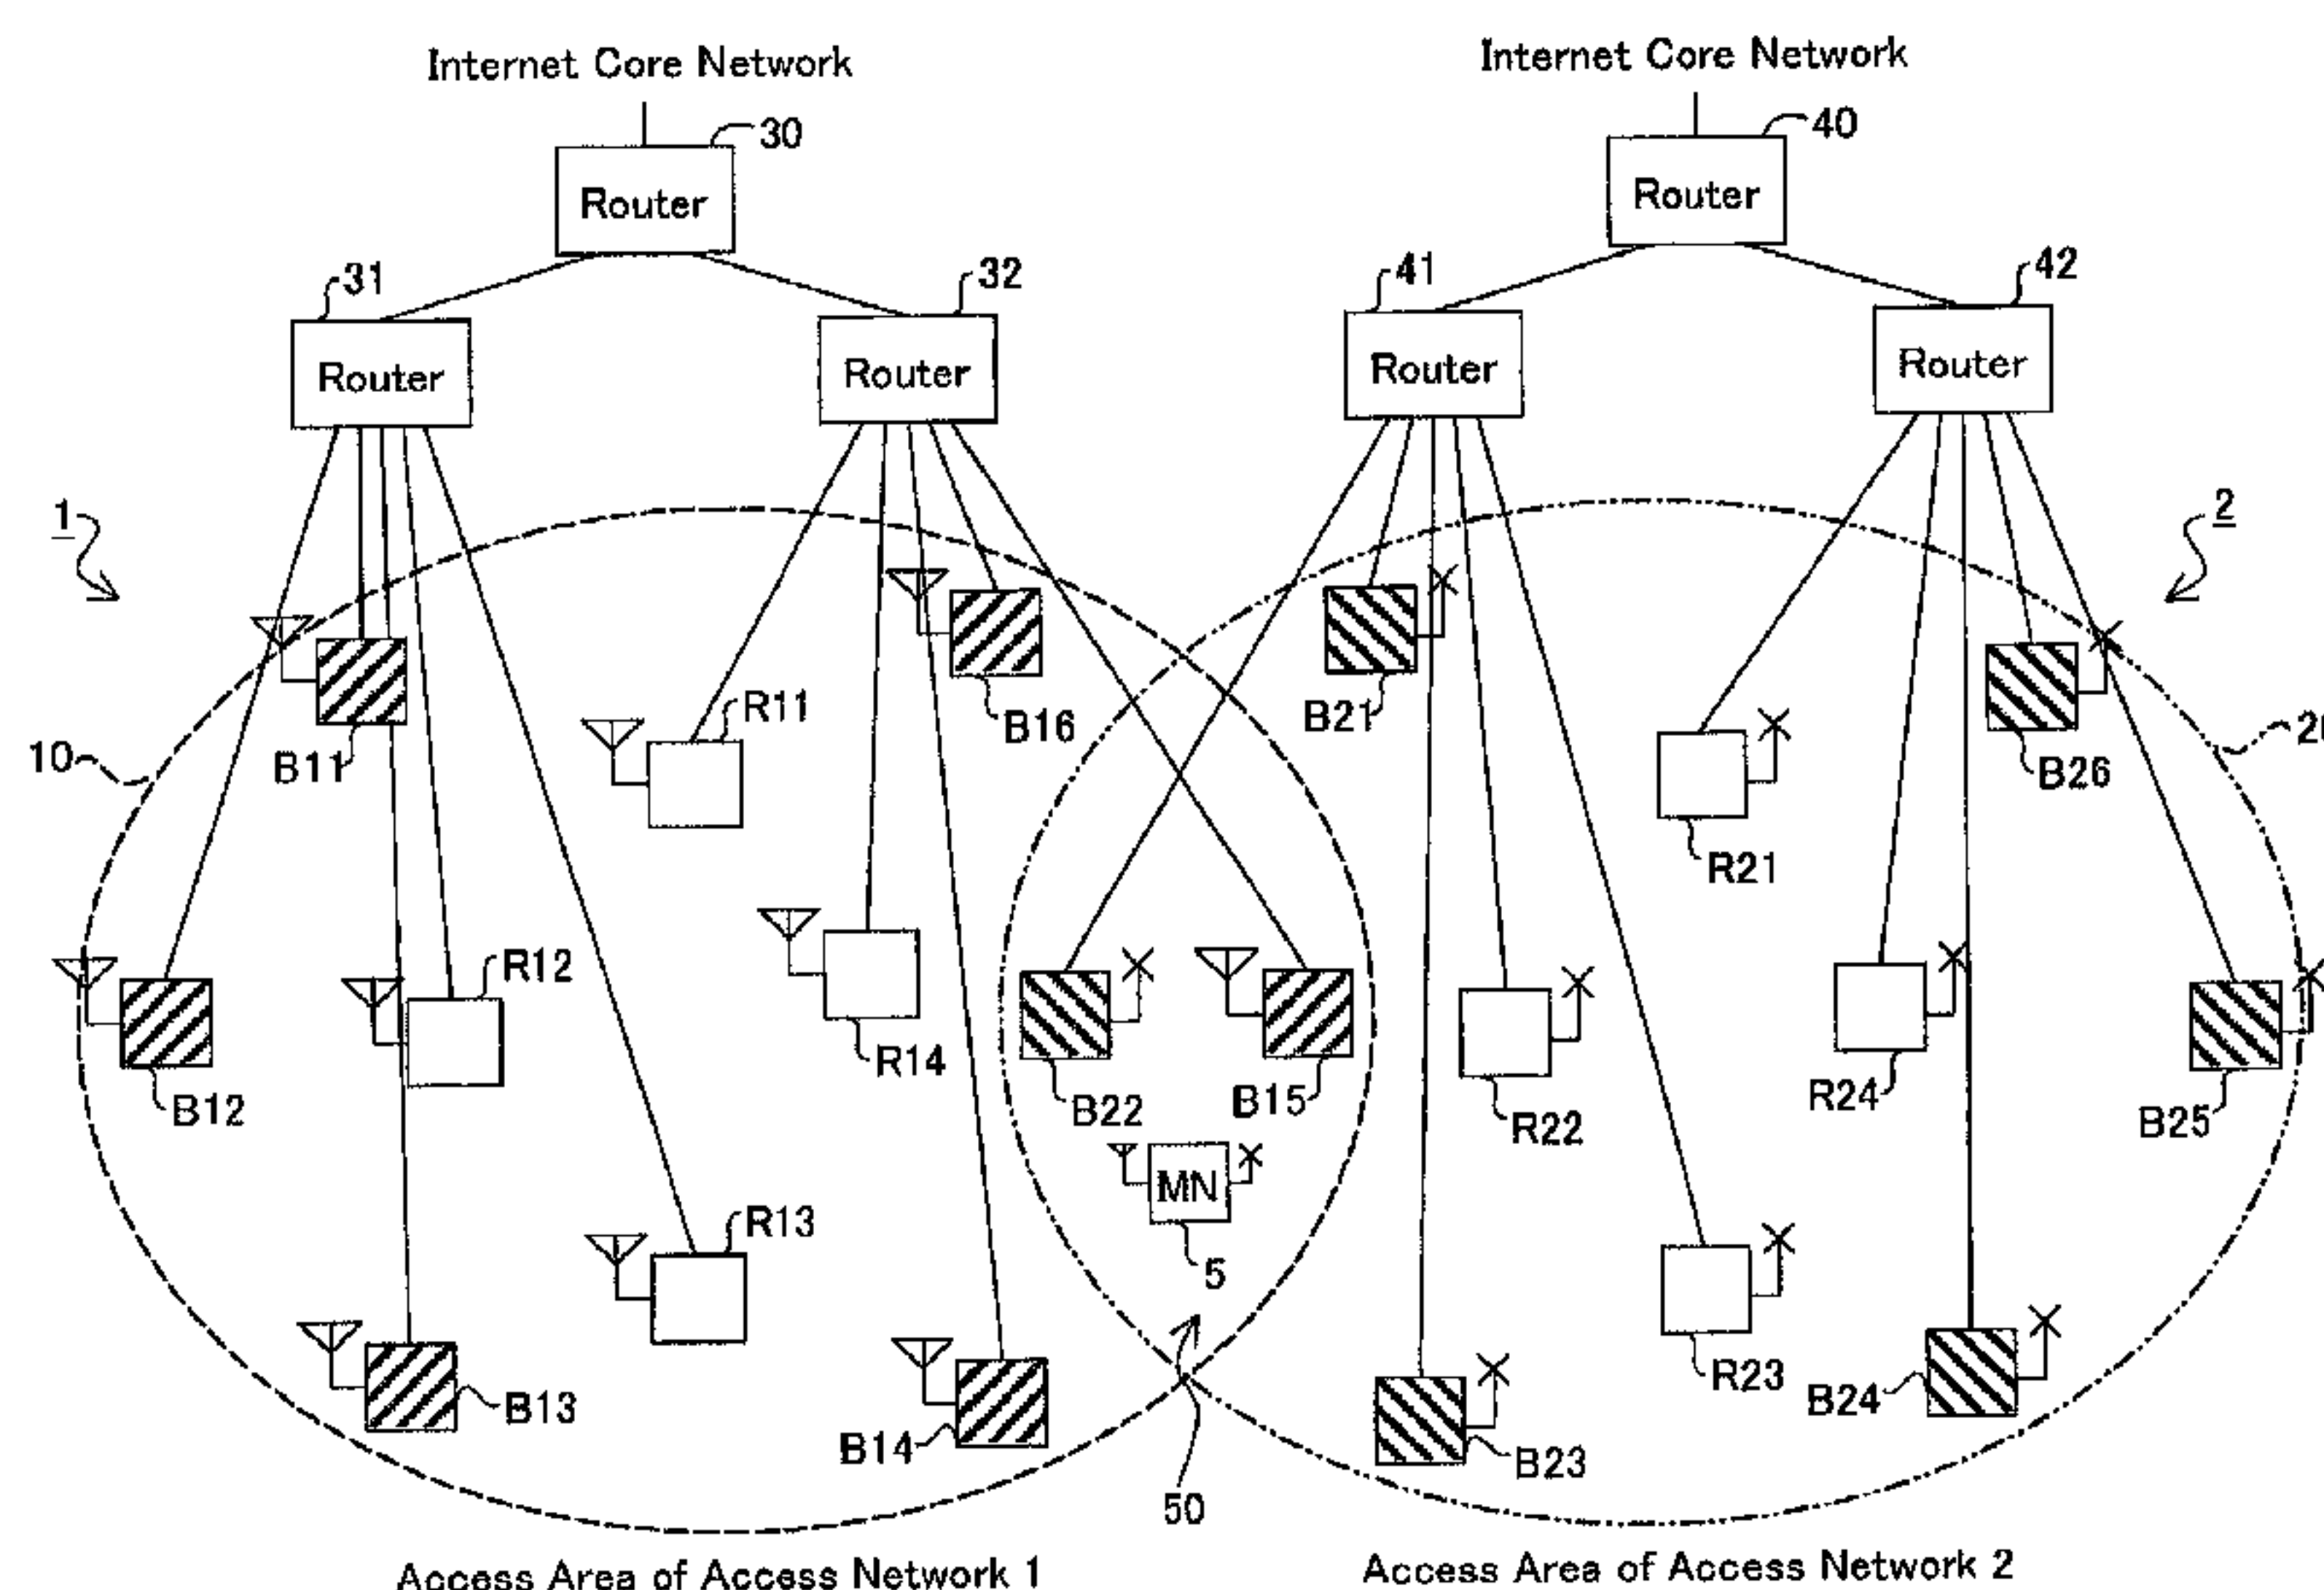 Internet Core Network
Internet Core Network
30
40
Router
Router
31
32
41
42
Router
Router
Router
Router
1
2
10
B11
R11
B16
B21
R21
B26
B12
R12
R14
B22
B15
R22
R24
B25
MN
5
R13
R23
B13
B14
B23
B24
50
Access Area of Access Network 1
Access Area of Access Network 2